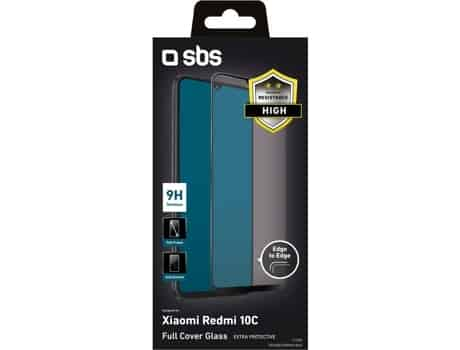 sbs
RESISTANCE
HIGH
9H
Edge
to Edge
Xiaomi Redmi 10C
Full Cover Glass EXTRA PROTECTIVE